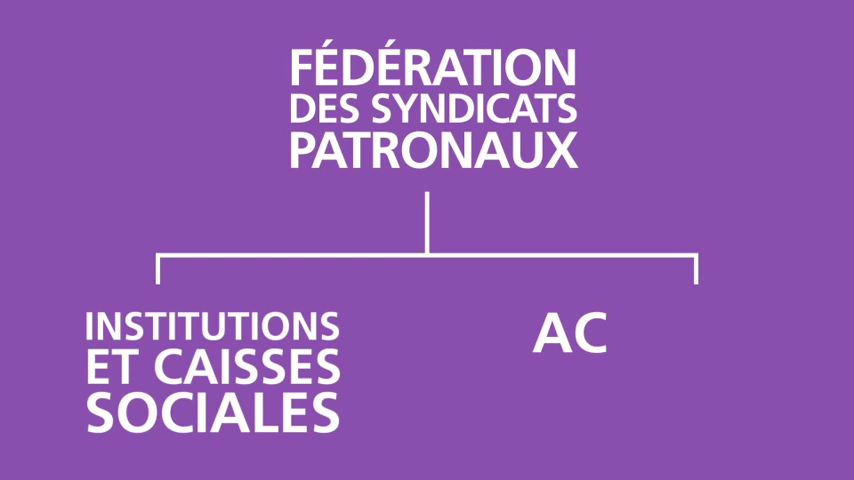 FÉDÉRATION
DES SYNDICATS
PATRONAUX
INSTITUTIONS
ET CAISSES
SOCIALES
AC